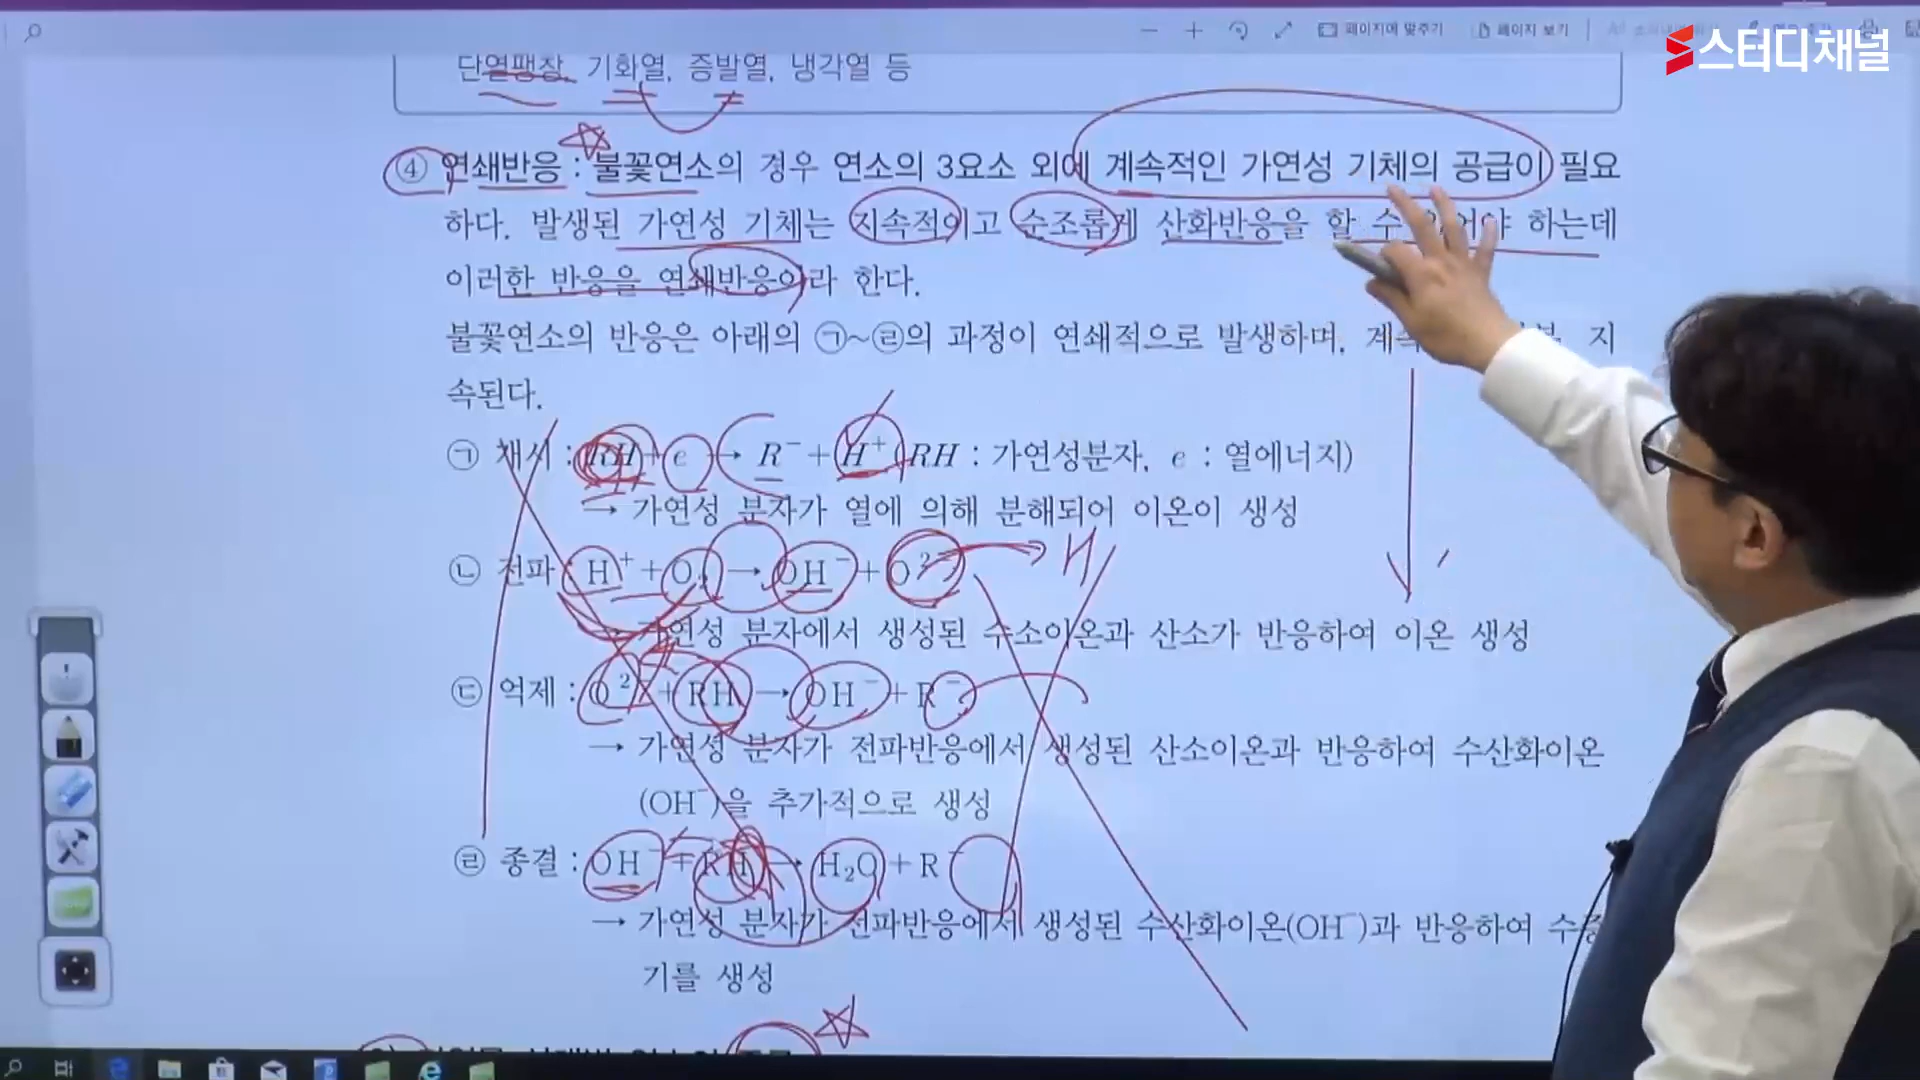 페이지에 맞추기 페이지 보기
스터디채널
단열팽창, 기화열, 증발열, 냉각열 등
④ 연쇄반응 : 불꽃연소의 경우 연소의 3요소 외에 계속적인 가연성 기체의 공급이 필요
하다. 발생된 가연성 기체는 지속적이고 순조롭게 산화반응을 할 수 있어야 하는데
이러한 반응을 연쇄반응이라 한다.
불꽃연소의 반응은 아래의 ㉠~㉣의 과정이 연쇄적으로 발생하며, 지
속된다.
㉠ 개시 : RH + e → R⁻ + H⁺ (RH : 가연성분자, e : 열에너지)
→ 가연성 분자가 열에 의해 분해되어 이온이 생성
㉡ 전파 : H⁺ + O₂ → OH⁻ + O²⁻ H
→ 가연성 분자에서 생성된 수소이온과 산소가 반응하여 이온 생성
㉢ 억제 : O²⁻ + RH → OH⁻ + R⁻
→ 가연성 분자가 전파반응에서 생성된 산소이온과 반응하여 수산화이온
(OH⁻)을 추가적으로 생성
㉣ 종결 : OH⁻ + RH → H₂O + R⁻
→ 가연성 분자가 전파반응에서 생성된 수산화이온(OH⁻)과 반응하여 수증
기를 생성